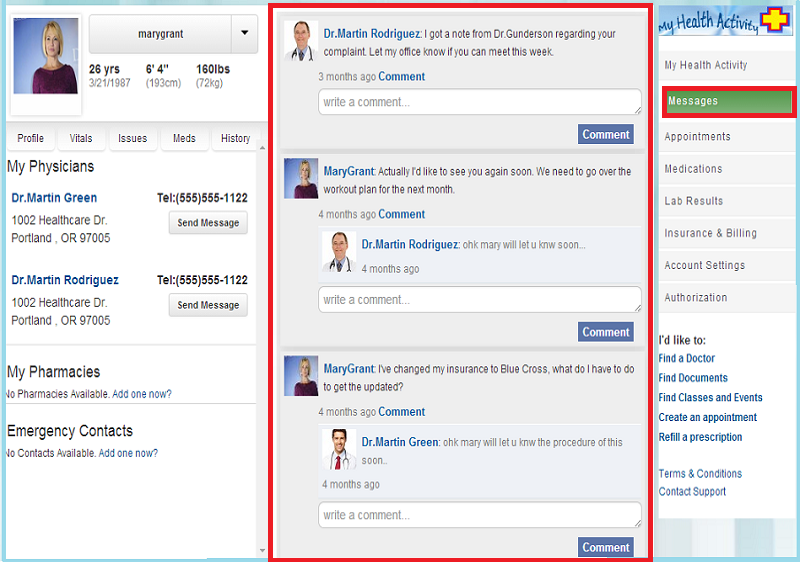 marygrant
26 yrs 6' 4" 160lbs
3/21/1987 (193cm) (72kg)
Profile Vitals Issues Meds History
My Physicians
Dr.Martin Green Tel:(555)555-1122
1002 Healthcare Dr. Send Message
Portland , OR 97005
Dr.Martin Rodriguez Tel:(555)555-1122
1002 Healthcare Dr. Send Message
Portland , OR 97005
My Pharmacies
No Pharmacies Available. Add one now?
Emergency Contacts
No Contacts Available. Add one now?
Dr.Martin Rodriguez: I got a note from Dr.Gunderson regarding your
complaint. Let my office know if you can meet this week.
3 months ago Comment
write a comment...
Comment
MaryGrant: Actually I'd like to see you again soon. We need to go over the
workout plan for the next month.
4 months ago Comment
Dr.Martin Rodriguez: ohk mary will let u knw soon...
4 months ago
write a comment...
Comment
MaryGrant: I've changed my insurance to Blue Cross, what do I have to do
to get the updated?
4 months ago Comment
Dr.Martin Green: ohk mary will let u knw the procedure of this
soon..
4 months ago
write a comment...
Comment
My Health Activity
My Health Activity
Messages
Appointments
Medications
Lab Results
Insurance & Billing
Account Settings
Authorization
I'd like to:
Find a Doctor
Find Documents
Find Classes and Events
Create an appointment
Refill a prescription
Terms & Conditions
Contact Support